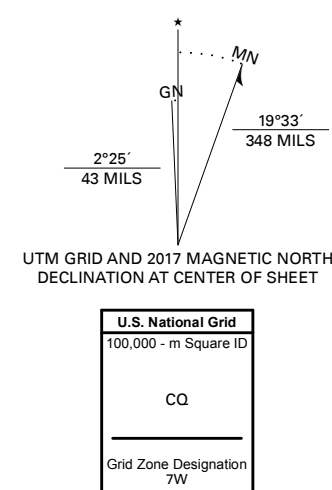 ★
MN
GN
19°33´
348 MILS
2°25´
43 MILS
UTM GRID AND 2017 MAGNETIC NORTH
DECLINATION AT CENTER OF SHEET
U.S. National Grid
100,000 - m Square ID
CQ
Grid Zone Designation
7W